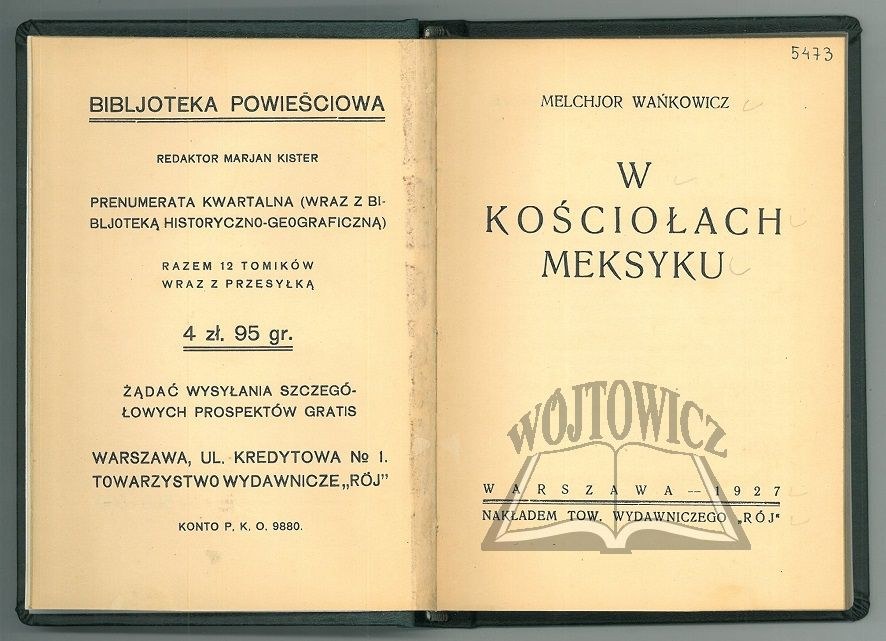 BIBLJOTEKA POWIEŚCIOWA
REDAKTOR MARJAN KISTER
PRENUMERATA KWARTALNA (WRAZ Z BI-
BLJOTEKĄ HISTORYCZNO-GEOGRAFICZNĄ)
RAZEM 12 TOMIKÓW
WRAZ Z PRZESYŁKĄ
4 zł. 95 gr.
ŻĄDAĆ WYSYŁANIA SZCZEGÓ-
ŁOWYCH PROSPEKTÓW GRATIS
WARSZAWA, UL. KREDYTOWA № 1.
TOWARZYSTWO WYDAWNICZE „RÓJ"
KONTO P. K. O. 9880.
5473
MELCHJOR WAŃKOWICZ
W
KOŚCIOŁACH
MEKSYKU
WÓJTOWICZ
WARSZAWA — 1927
NAKŁADEM TOW. WYDAWNICZEGO „RÓJ"